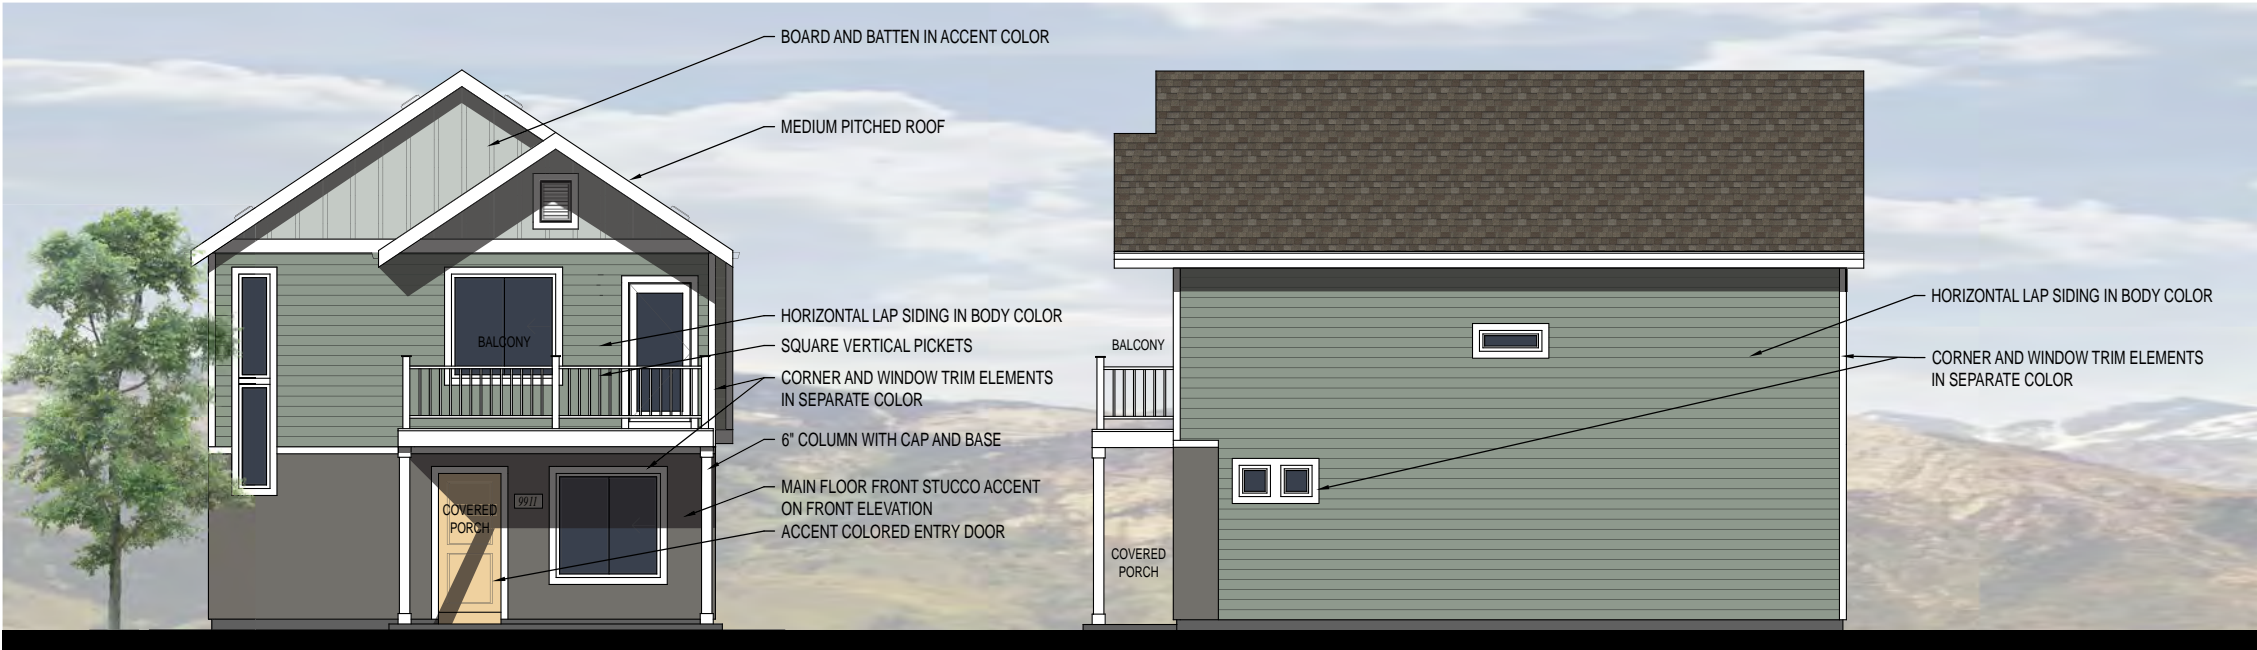 BOARD AND BATTEN IN ACCENT COLOR
MEDIUM PITCHED ROOF
HORIZONTAL LAP SIDING IN BODY COLOR
SQUARE VERTICAL PICKETS
CORNER AND WINDOW TRIM ELEMENTS
IN SEPARATE COLOR
6" COLUMN WITH CAP AND BASE
MAIN FLOOR FRONT STUCCO ACCENT
ON FRONT ELEVATION
ACCENT COLORED ENTRY DOOR
BALCONY
9911
COVERED
PORCH
BALCONY
COVERED
PORCH
HORIZONTAL LAP SIDING IN BODY COLOR
CORNER AND WINDOW TRIM ELEMENTS
IN SEPARATE COLOR